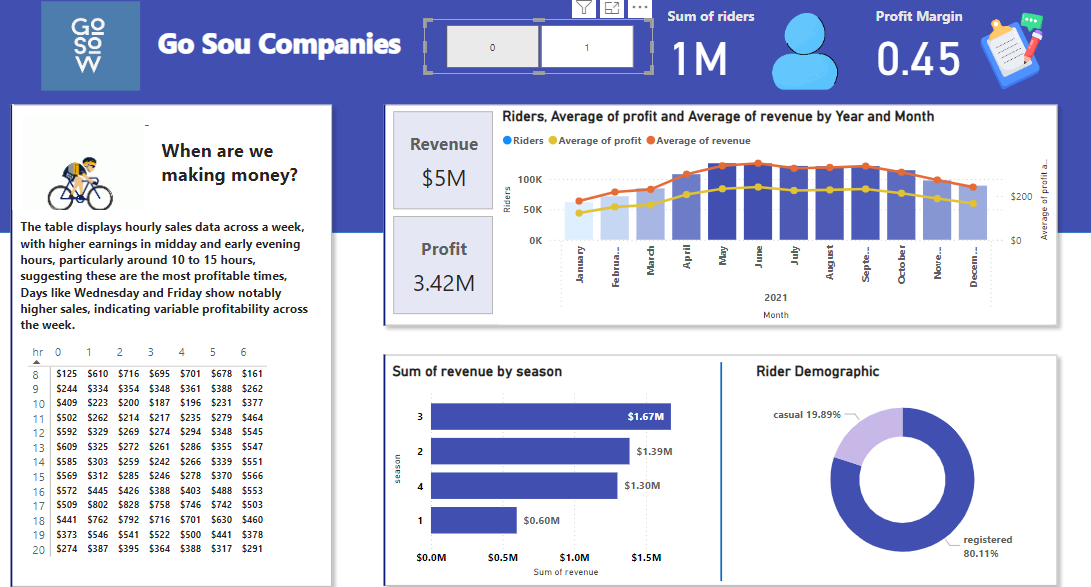 GO
SO
W
Go Sou Companies
0
1
Sum of riders
1M
Profit Margin
0.45
When are we
making money?
The table displays hourly sales data across a week,
with higher earnings in midday and early evening
hours, particularly around 10 to 15 hours,
suggesting these are the most profitable times,
Days like Wednesday and Friday show notably
higher sales, indicating variable profitability across
the week.
hr 0 1 2 3 4 5 6
8 $125 $610 $716 $695 $701 $678 $161
9 $244 $334 $354 $348 $361 $388 $262
10 $409 $223 $200 $187 $196 $231 $377
11 $502 $262 $214 $217 $235 $279 $464
12 $592 $329 $269 $274 $294 $348 $545
13 $609 $325 $272 $261 $286 $355 $547
14 $585 $303 $259 $242 $266 $339 $551
15 $569 $312 $285 $246 $278 $370 $566
16 $572 $445 $426 $388 $403 $488 $553
17 $509 $802 $828 $758 $746 $742 $503
18 $441 $762 $792 $716 $701 $630 $460
19 $373 $546 $541 $522 $500 $441 $378
20 $274 $387 $395 $364 $388 $317 $291
Revenue
$5M
Profit
3.42M
Riders, Average of profit and Average of revenue by Year and Month
Riders Average of profit Average of revenue
Riders
100K
50K
0K
$200
$0
Average of profit a...
January
Februa...
March
April
May
June
July
August
Septe...
October
Nove...
Decem...
2021
Month
Sum of revenue by season
season
3 $1.67M
2 $1.39M
4 $1.30M
1 $0.60M
$0.0M $0.5M $1.0M $1.5M
Sum of revenue
Rider Demographic
casual 19.89%
registered
80.11%